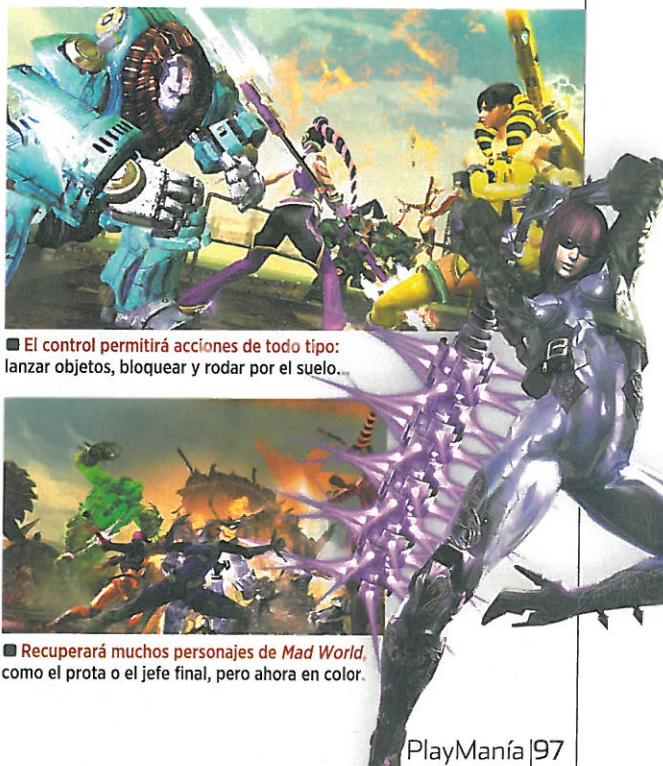 El control permitirá acciones de todo tipo:
lanzar objetos, bloquear y rodar por el suelo...
Recuperará muchos personajes de Mad World,
como el prota o el jefe final, pero ahora en color.
PlayManía|97